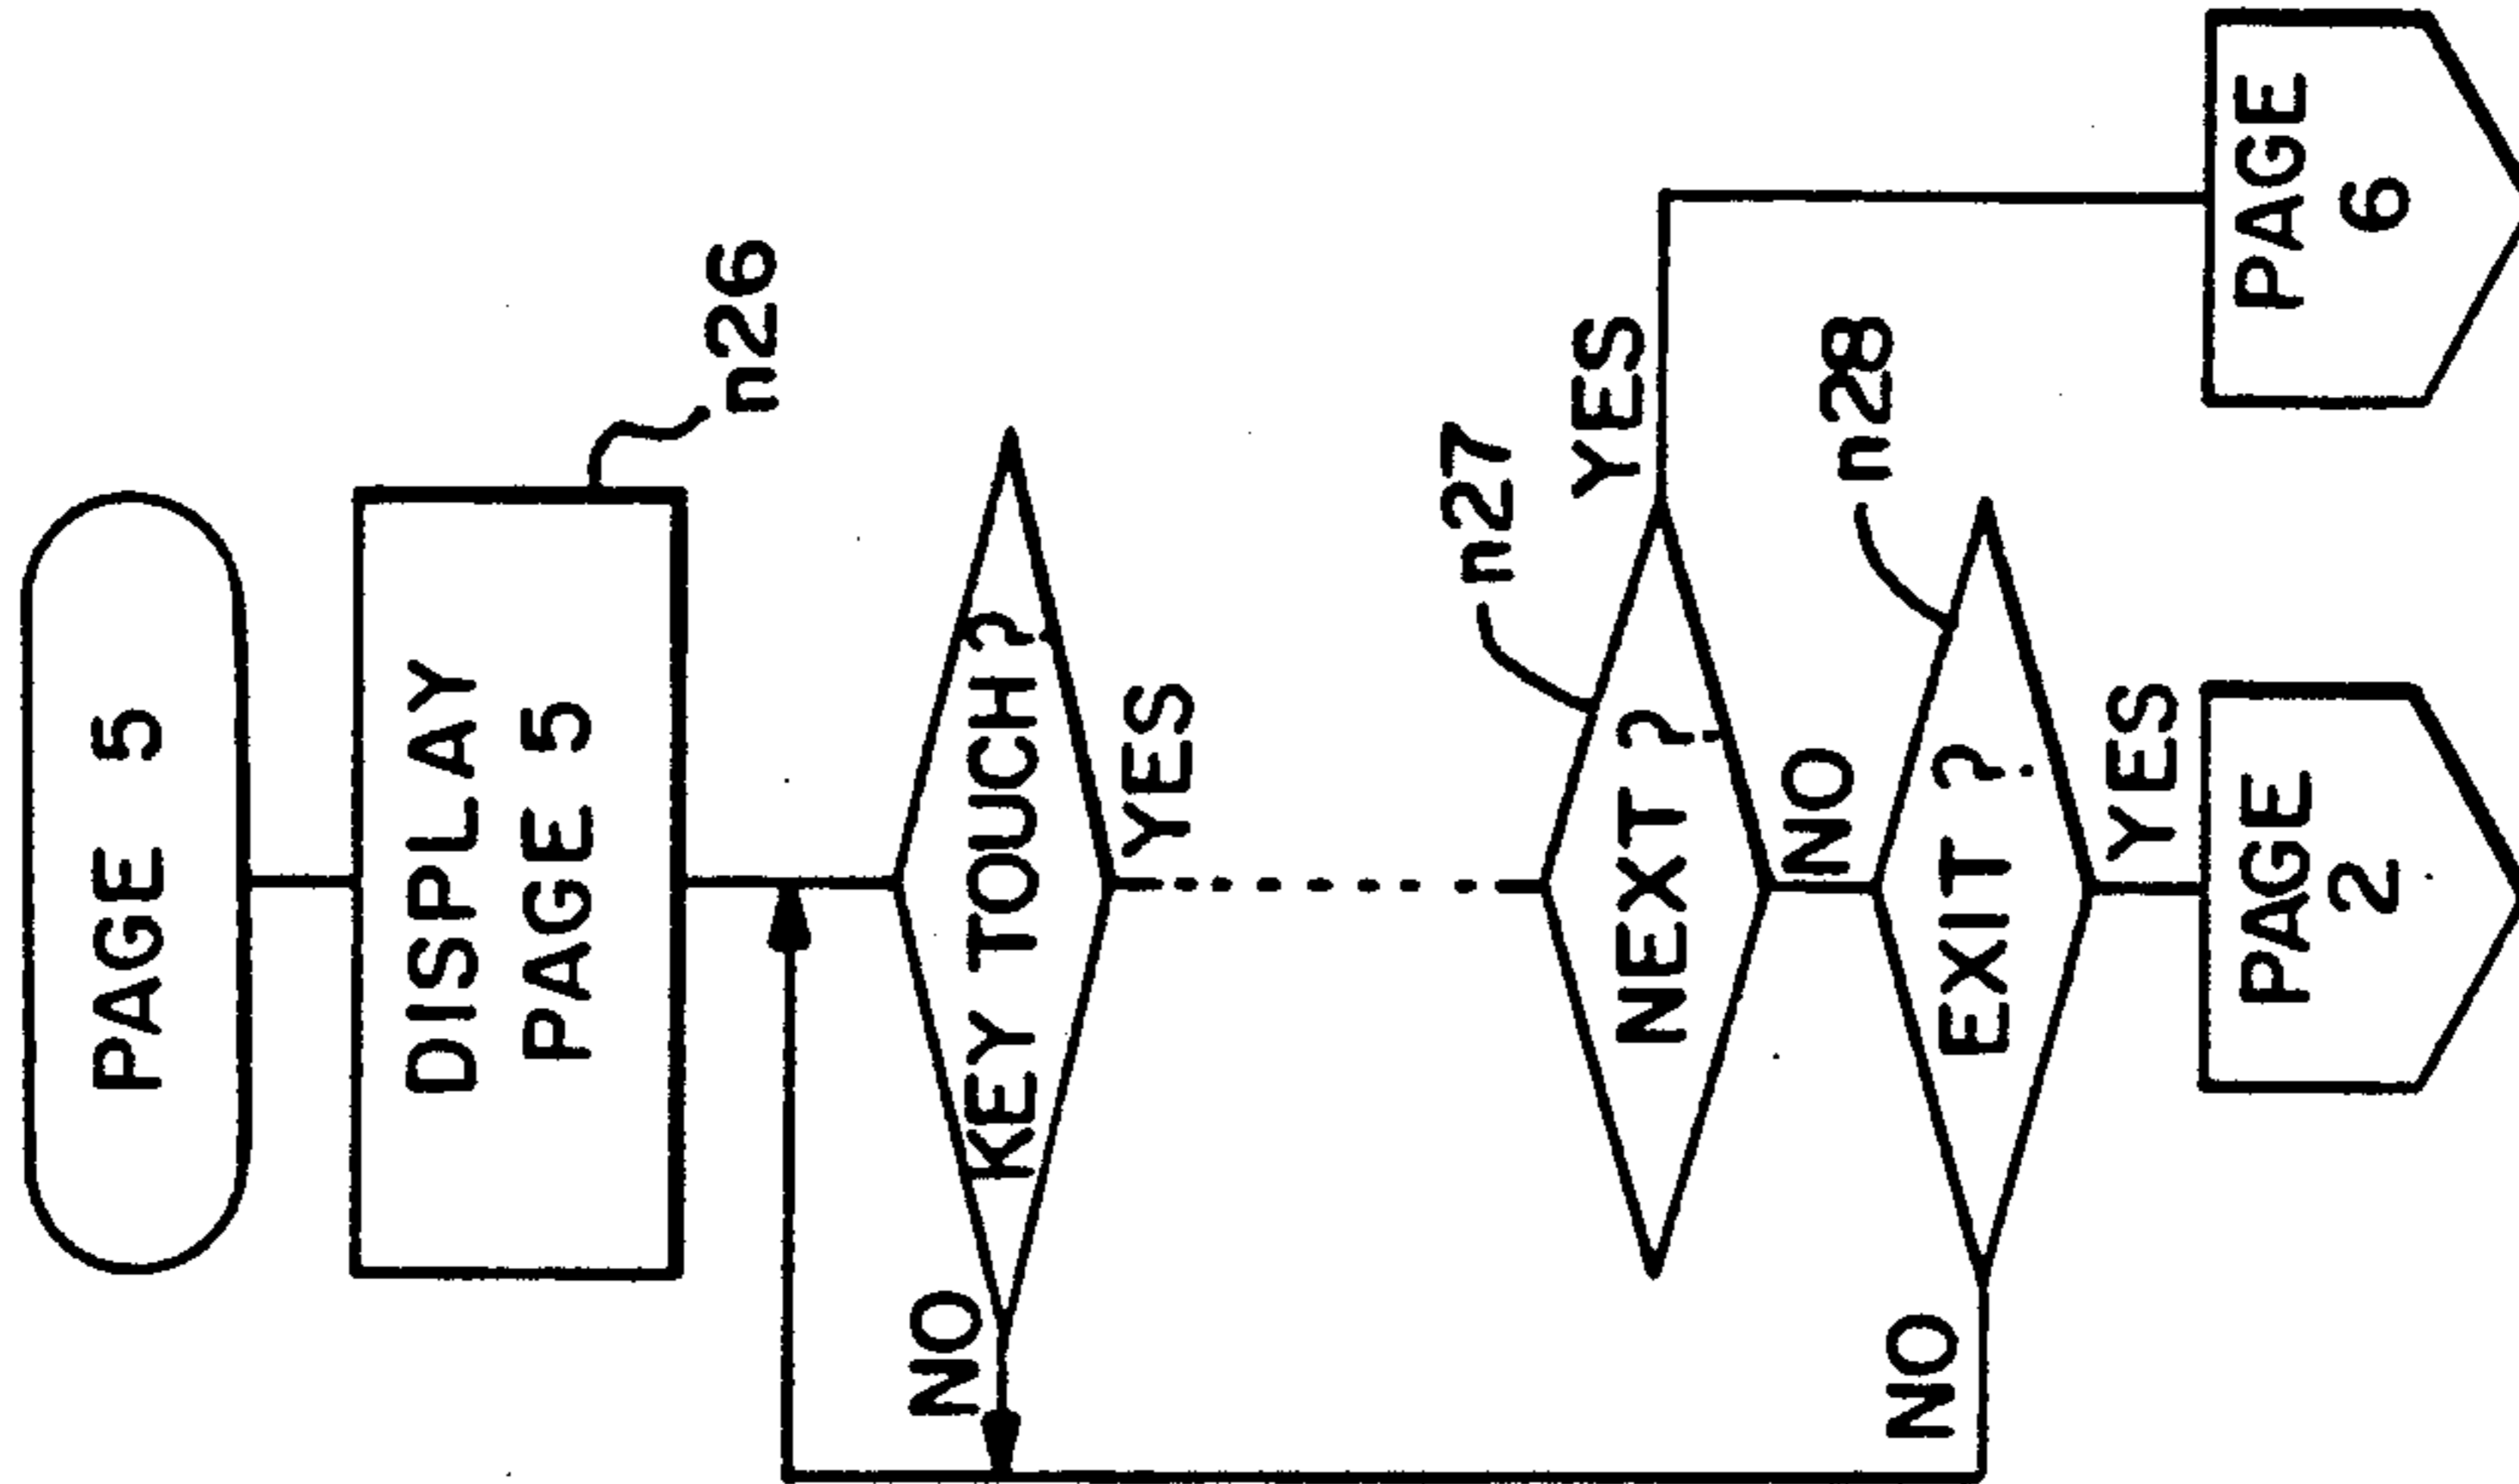 PAGE 5
DISPLAY
PAGE 5
n26
NO
KEY TOUCH?
YES
n27
NEXT ?
YES
NO
n28
EXIT ?
NO
YES
PAGE
2
PAGE
6